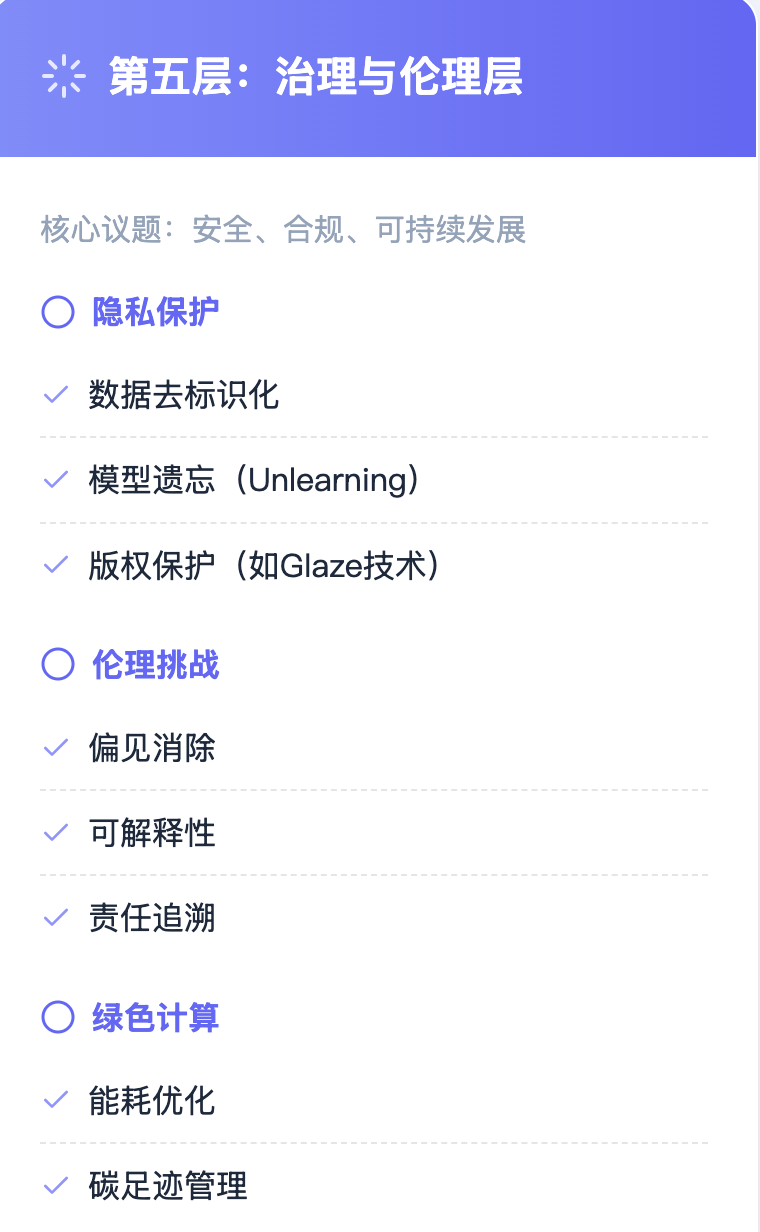 第五层：治理与伦理层
核心议题：安全、合规、可持续发展
隐私保护
数据去标识化
模型遗忘（Unlearning）
版权保护（如Glaze技术）
伦理挑战
偏见消除
可解释性
责任追溯
绿色计算
能耗优化
碳足迹管理